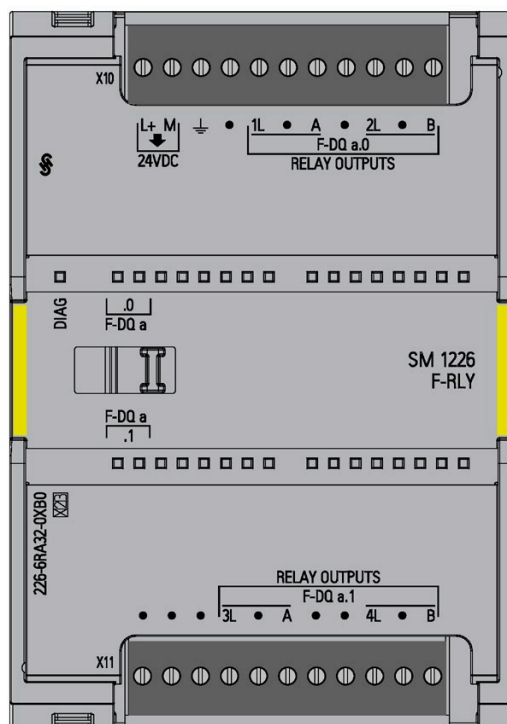 X10
L+ M ⏚ • 1L • A • 2L • B
24VDC
F-DQ a.0
RELAY OUTPUTS
DIAG
.0
F-DQ a
SM 1226
F-RLY
F-DQ a
.1
226-6RA32-0XB0
RELAY OUTPUTS
F-DQ a.1
• • • 3L • A • • 4L • B
X11